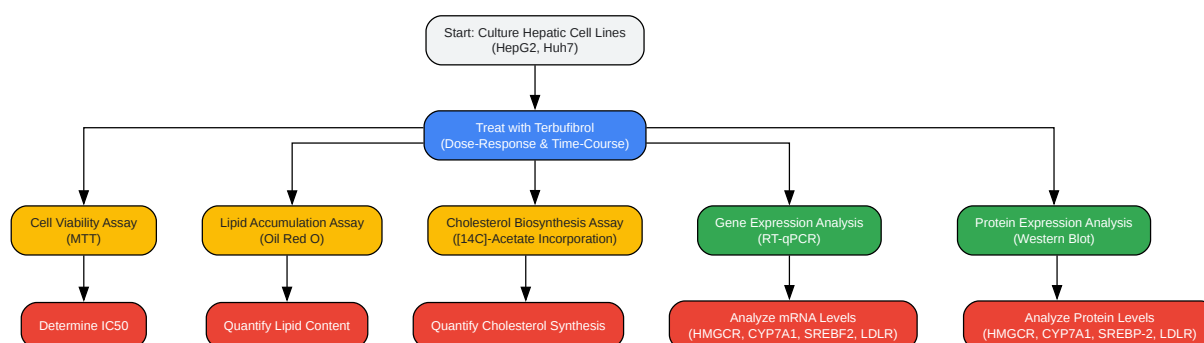 Start: Culture Hepatic Cell Lines
(HepG2, Huh7)
Treat with Terbufibrol
(Dose-Response & Time-Course)
Cell Viability Assay
(MTT)
Lipid Accumulation Assay
(Oil Red O)
Cholesterol Biosynthesis Assay
([14C]-Acetate Incorporation)
Gene Expression Analysis
(RT-qPCR)
Protein Expression Analysis
(Western Blot)
Determine IC50
Quantify Lipid Content
Quantify Cholesterol Synthesis
Analyze mRNA Levels
(HMGCR, CYP7A1, SREBF2, LDLR)
Analyze Protein Levels
(HMGCR, CYP7A1, SREBP-2, LDLR)